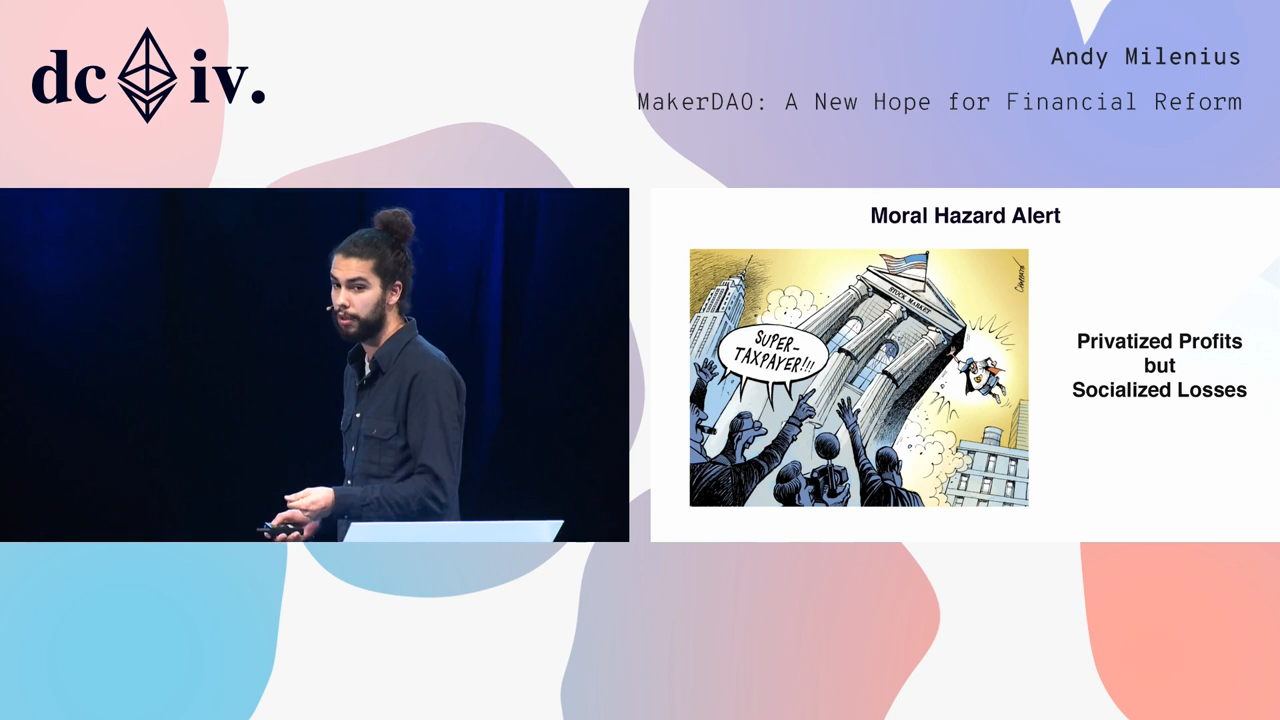 dc iv.
Andy Milenius
MakerDAO: A New Hope for Financial Reform
Moral Hazard Alert
STOCK MARKET
CHAPPATTE
SUPER-
TAXPAYER!!!
$
Privatized Profits
but
Socialized Losses